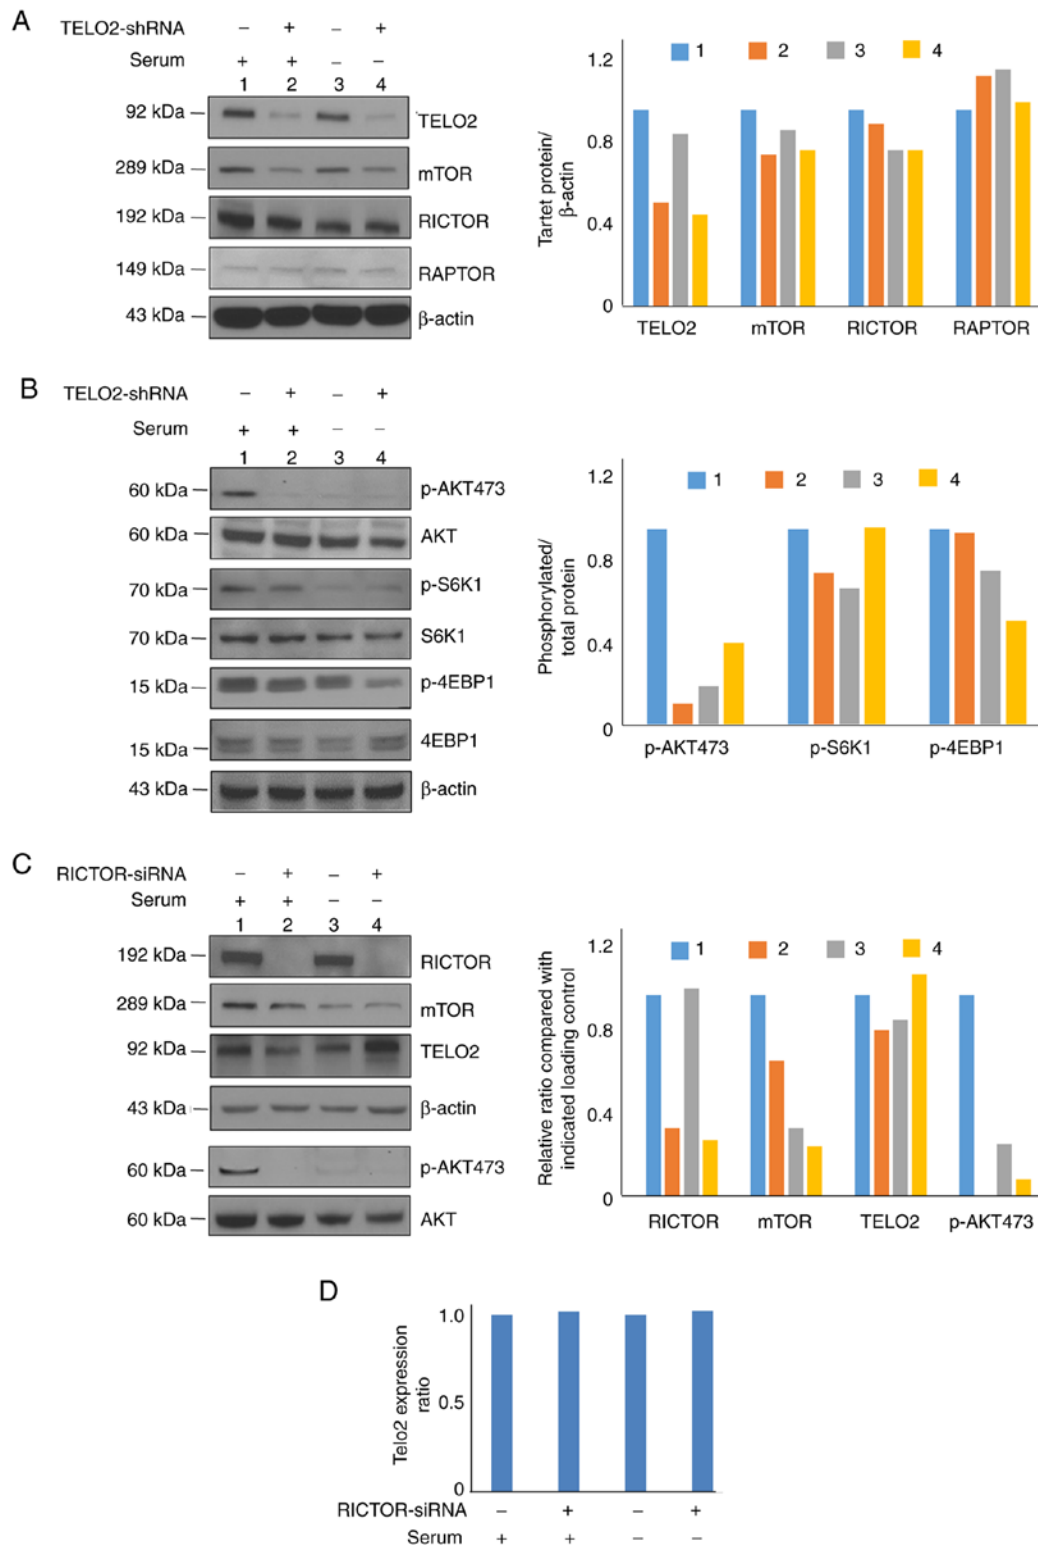 A
TELO2-shRNA – + – +
Serum + + – –
1 2 3 4
92 kDa TELO2
289 kDa mTOR
192 kDa RICTOR
149 kDa RAPTOR
43 kDa β-actin
1 2 3 4
Tartet protein/
β-actin
1.2
0.8
0.4
0
TELO2 mTOR RICTOR RAPTOR
B
TELO2-shRNA – + – +
Serum + + – –
1 2 3 4
60 kDa p-AKT473
60 kDa AKT
70 kDa p-S6K1
70 kDa S6K1
15 kDa p-4EBP1
15 kDa 4EBP1
43 kDa β-actin
1 2 3 4
Phosphorylated/
total protein
1.2
0.8
0.4
0
p-AKT473 p-S6K1 p-4EBP1
C
RICTOR-siRNA – + – +
Serum + + – –
1 2 3 4
192 kDa RICTOR
289 kDa mTOR
92 kDa TELO2
43 kDa β-actin
60 kDa p-AKT473
60 kDa AKT
1 2 3 4
Relative ratio compared with
indicated loading control
1.2
0.8
0.4
0
RICTOR mTOR TELO2 p-AKT473
D
Telo2 expression
ratio
1.0
0.5
0
RICTOR-siRNA – + – +
Serum + + – –